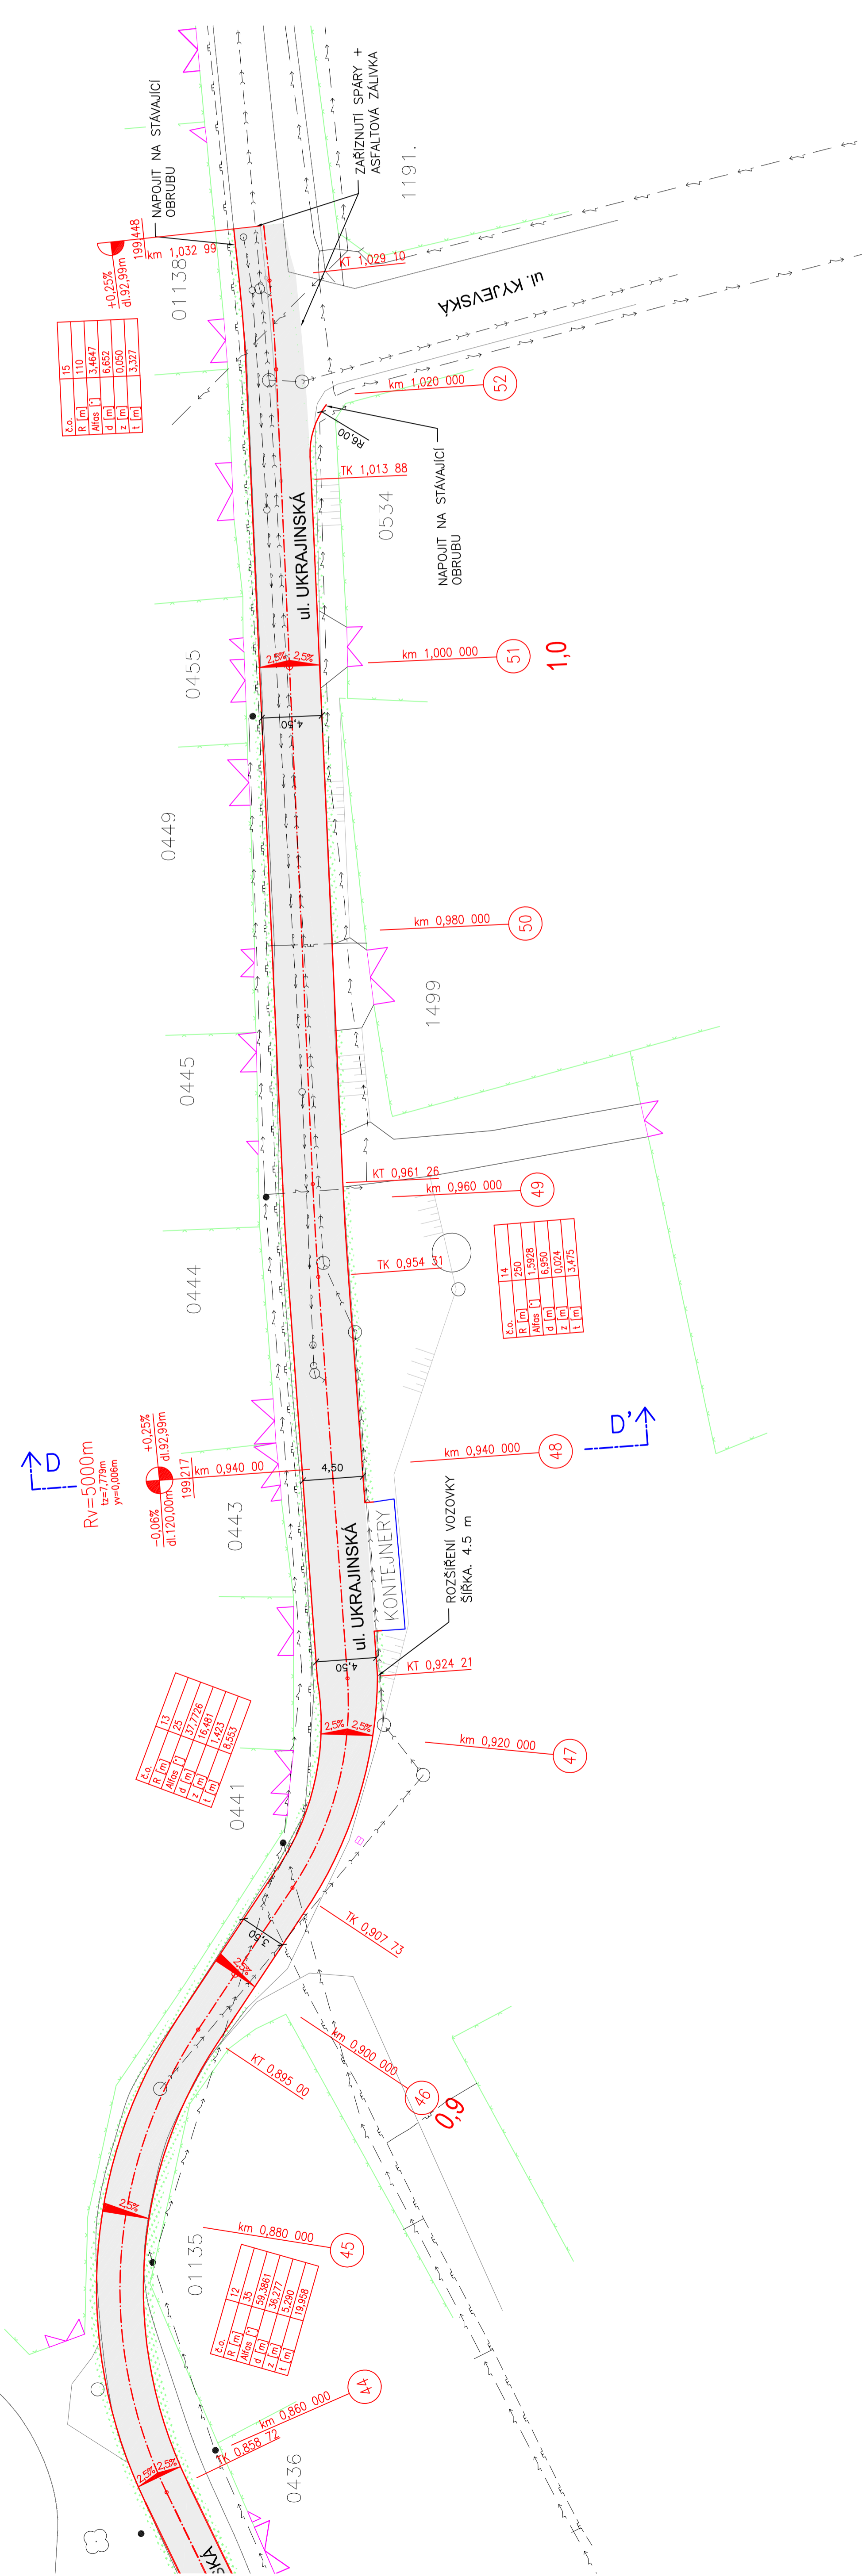 NAPOJIT NA STÁVAJÍCÍ
OBRUBU
ZAŘÍZNUTÍ SPÁRY +
ASFALTOVÁ ZÁLIVKA
1191.
199,448
km 1,032 99
+0,25%
dl.92,99m
01138
KT 1,029 10
ul. KYJEVSKÁ
č.o. 15
R [m] 110
Alfas [°] 3,4647
d [m] 6,652
z [m] 0,050
t [m] 3,327
km 1,020 000
52
R6,00
TK 1,013 88
NAPOJIT NA STÁVAJÍCÍ
OBRUBU
0534
ul. UKRAJINSKÁ
2,5% 2,5%
km 1,000 000
51
1,0
0455
4,50
0449
km 0,980 000
50
1499
0445
KT 0,961 26
km 0,960 000
49
TK 0,954 31
0444
č.o. 14
R [m] 250
Alfas [°] 1,5928
d [m] 6,950
z [m] 0,024
t [m] 3,475
D
D'
Rv=5000m
tz=7,779m
yv=0,006m
-0,06%
dl.120,00m
+0,25%
dl.92,99m
199,217
km 0,940 00
4,50
km 0,940 000
48
0443
KONTEJNERY
ul. UKRAJINSKÁ
ROZŠÍŘENÍ VOZOVKY
ŠÍŘKA. 4.5 m
4,50
KT 0,924 21
2,5% 2,5%
km 0,920 000
47
č.o. 13
R [m] 25
Alfas [°] 37,7726
d [m] 16,481
z [m] 1,423
t [m] 8,553
0441
TK 0,907 73
3,50
2,5%
km 0,900 000
46
0,9
KT 0,895 00
2,5%
01135
km 0,880 000
45
č.o. 12
R [m] 35
Alfas [°] 59,3861
d [m] 36,277
z [m] 5,290
t [m] 19,958
km 0,860 000
44
TK 0,858 72
2,5% 2,5%
0436
SKÁ